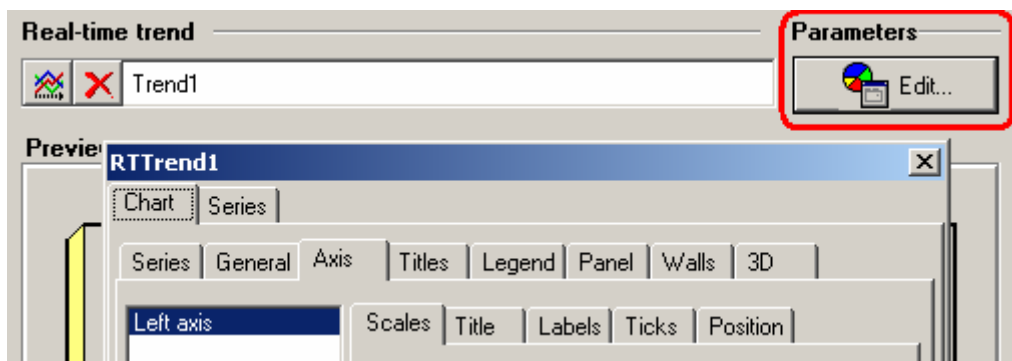 Real-time trend Parameters
Trend1 Edit...
RTTrend1
Chart Series
Series General Axis Titles Legend Panel Walls 3D
Left axis Scales Title Labels Ticks Position